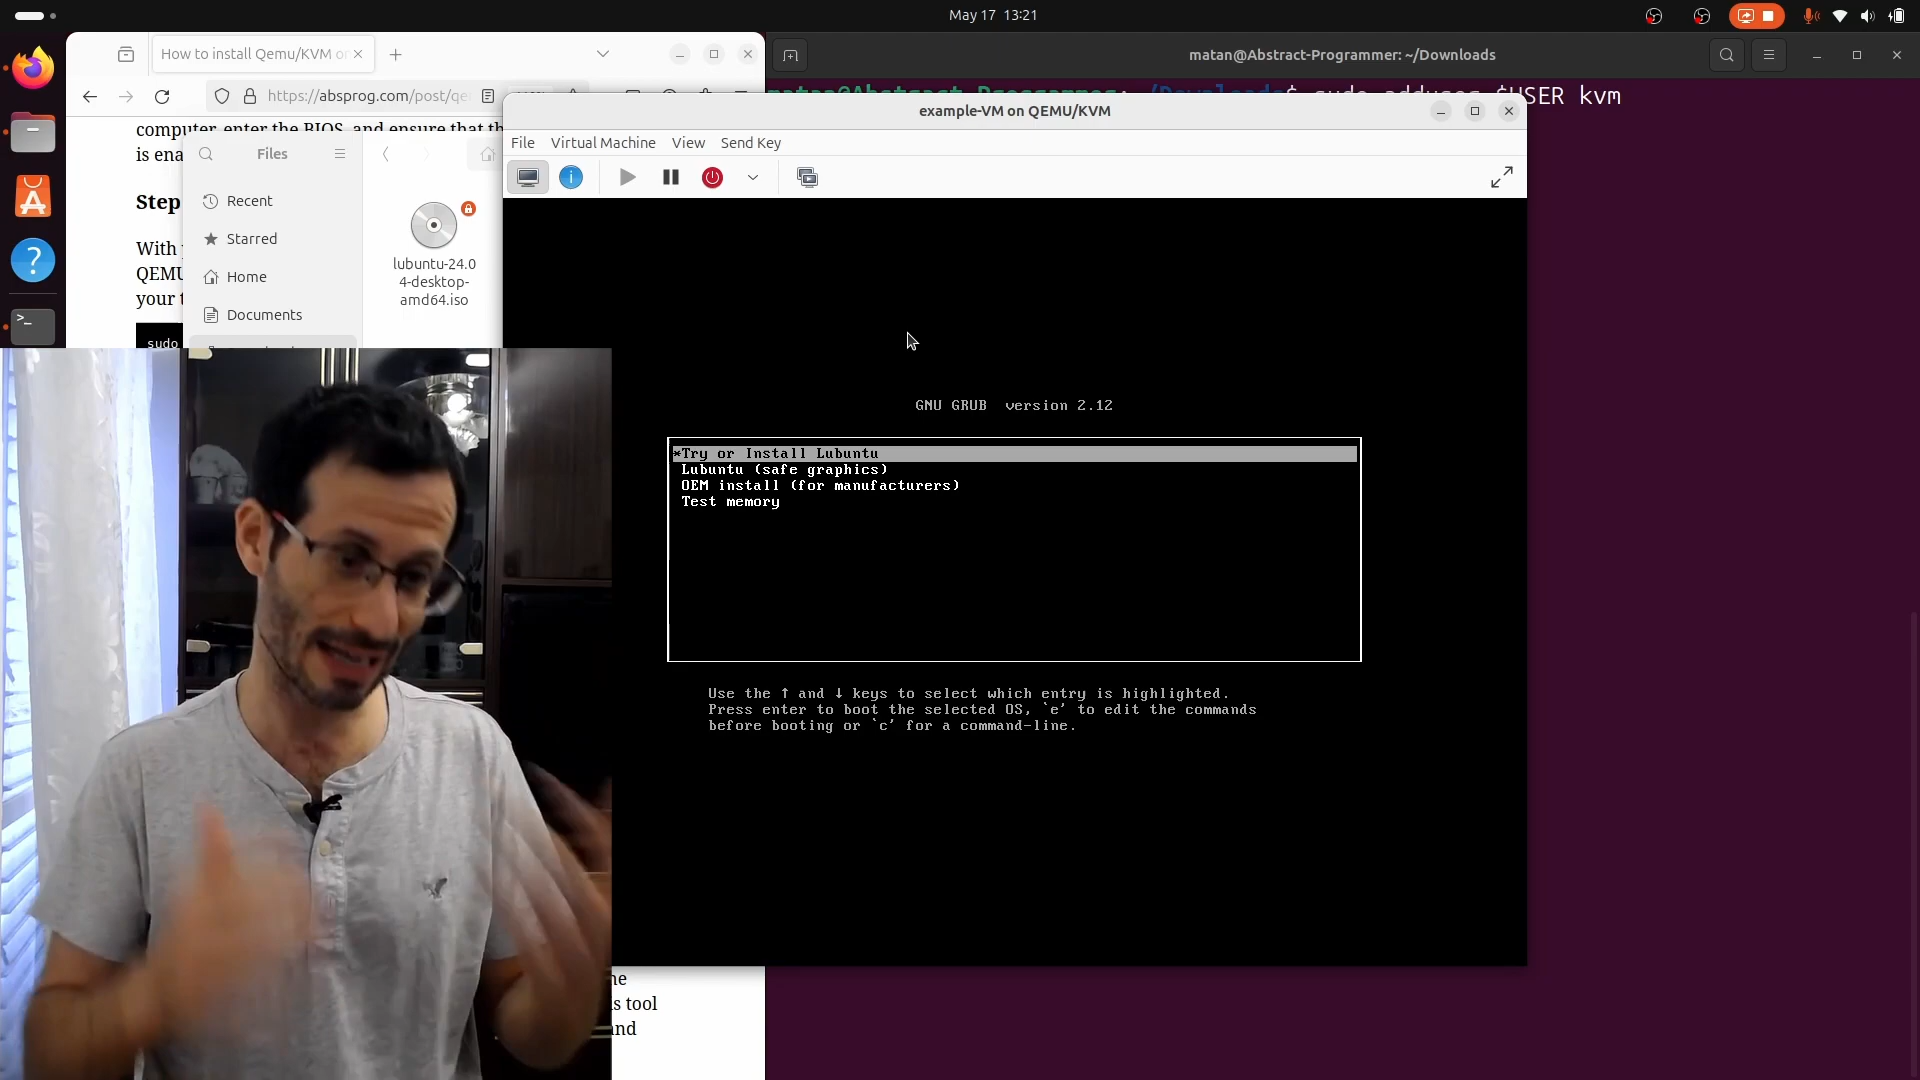 May 17 13:21
How to install Qemu/KVM o
https://absprog.com/post/qe
matan@Abstract-Programmer: ~/Downloads
$USER kvm
computer, enter the BIOS, and ensure that th
is ena
Step
With
QEMU
your t
sudo
Files
Recent
Starred
Home
Documents
lubuntu-24.0
4-desktop-
amd64.iso
example-VM on QEMU/KVM
File Virtual Machine View Send Key
GNU GRUB version 2.12
*Try or Install Lubuntu
Lubuntu (safe graphics)
OEM install (for manufacturers)
Test memory
Use the ↑ and ↓ keys to select which entry is highlighted.
Press enter to boot the selected OS, `e' to edit the commands
before booting or `c' for a command-line.
s tool